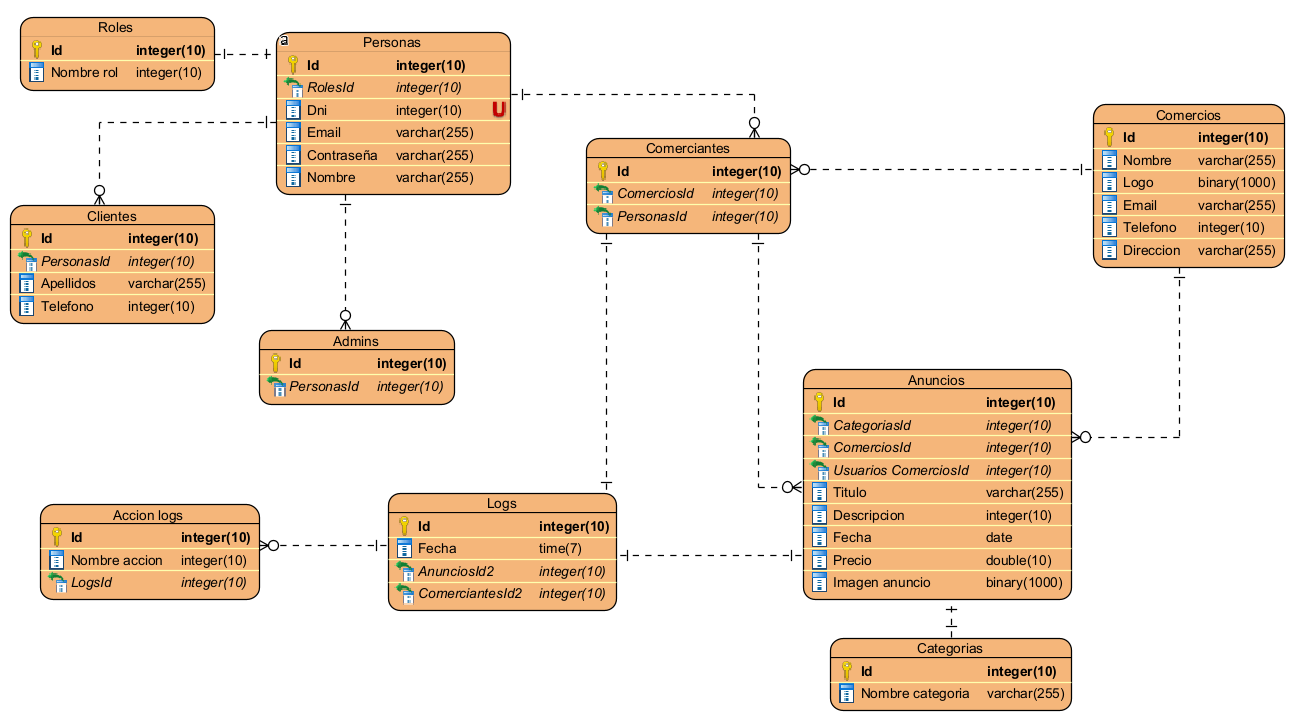 Roles
Id integer(10)
Nombre rol integer(10)
a
Personas
Id integer(10)
RolesId integer(10)
Dni integer(10) U
Email varchar(255)
Contraseña varchar(255)
Nombre varchar(255)
Comerciantes
Id integer(10)
ComerciosId integer(10)
PersonasId integer(10)
Comercios
Id integer(10)
Nombre varchar(255)
Logo binary(1000)
Email varchar(255)
Telefono integer(10)
Direccion varchar(255)
Clientes
Id integer(10)
PersonasId integer(10)
Apellidos varchar(255)
Telefono integer(10)
Admins
Id integer(10)
PersonasId integer(10)
Anuncios
Id integer(10)
CategoriasId integer(10)
ComerciosId integer(10)
Usuarios ComerciosId integer(10)
Titulo varchar(255)
Descripcion integer(10)
Fecha date
Precio double(10)
Imagen anuncio binary(1000)
Accion logs
Id integer(10)
Nombre accion integer(10)
LogsId integer(10)
Logs
Id integer(10)
Fecha time(7)
AnunciosId2 integer(10)
ComerciantesId2 integer(10)
Categorias
Id integer(10)
Nombre categoria varchar(255)